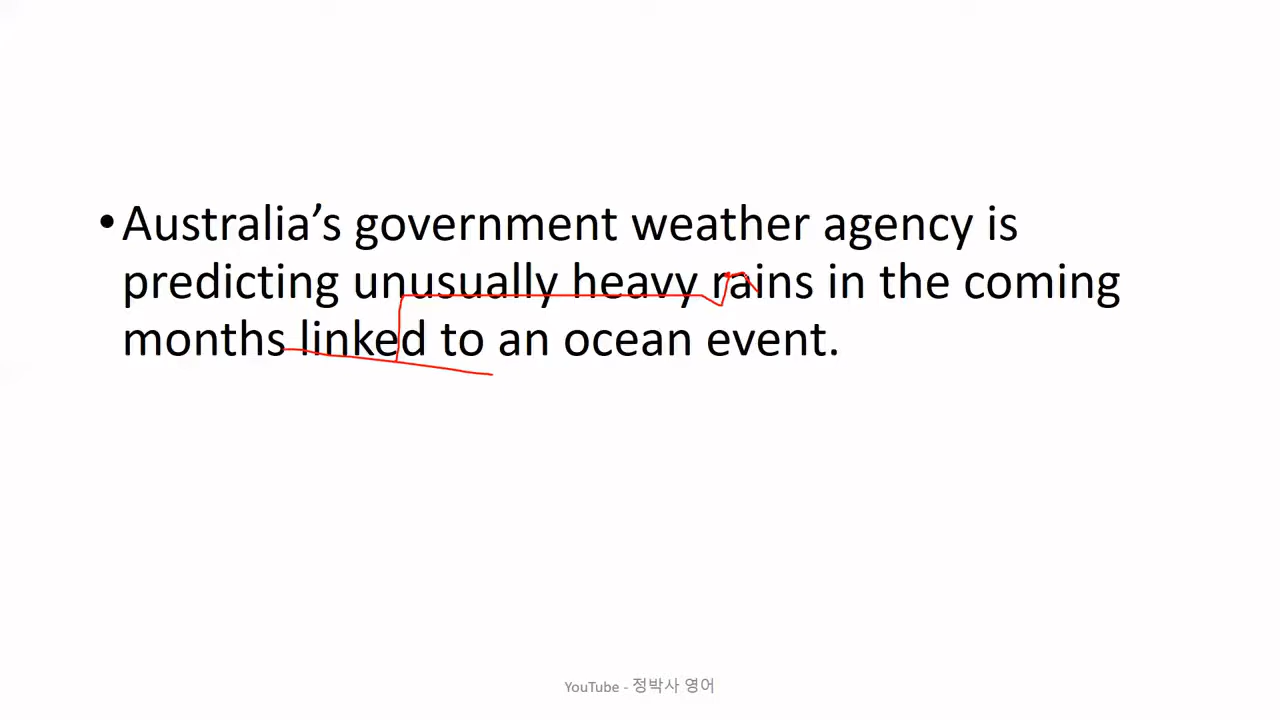 •Australia’s government weather agency is
predicting unusually heavy rains in the coming
months linked to an ocean event.
YouTube - 정박사 영어